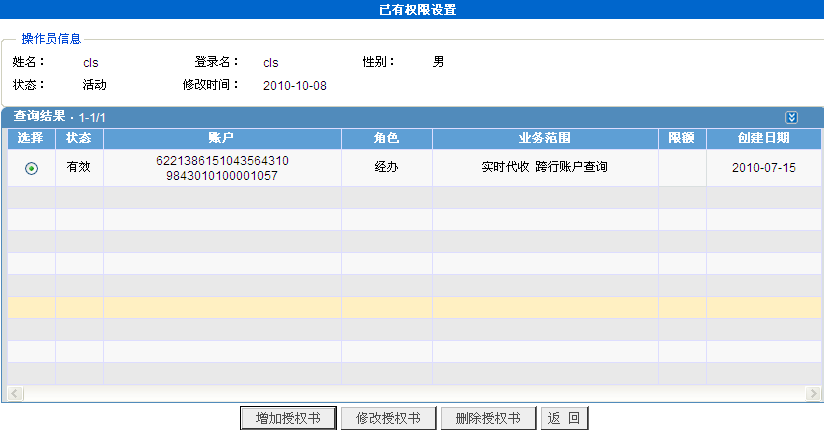 已有权限设置
操作员信息
姓名： cls 登录名： cls 性别： 男
状态： 活动 修改时间： 2010-10-08
查询结果 · 1-1/1
选择 状态 账户 角色 业务范围 限额 创建日期
有效 6221386151043564310 经办 实时代收 跨行账户查询 2010-07-15
9843010100001057
增加授权书 修改授权书 删除授权书 返 回